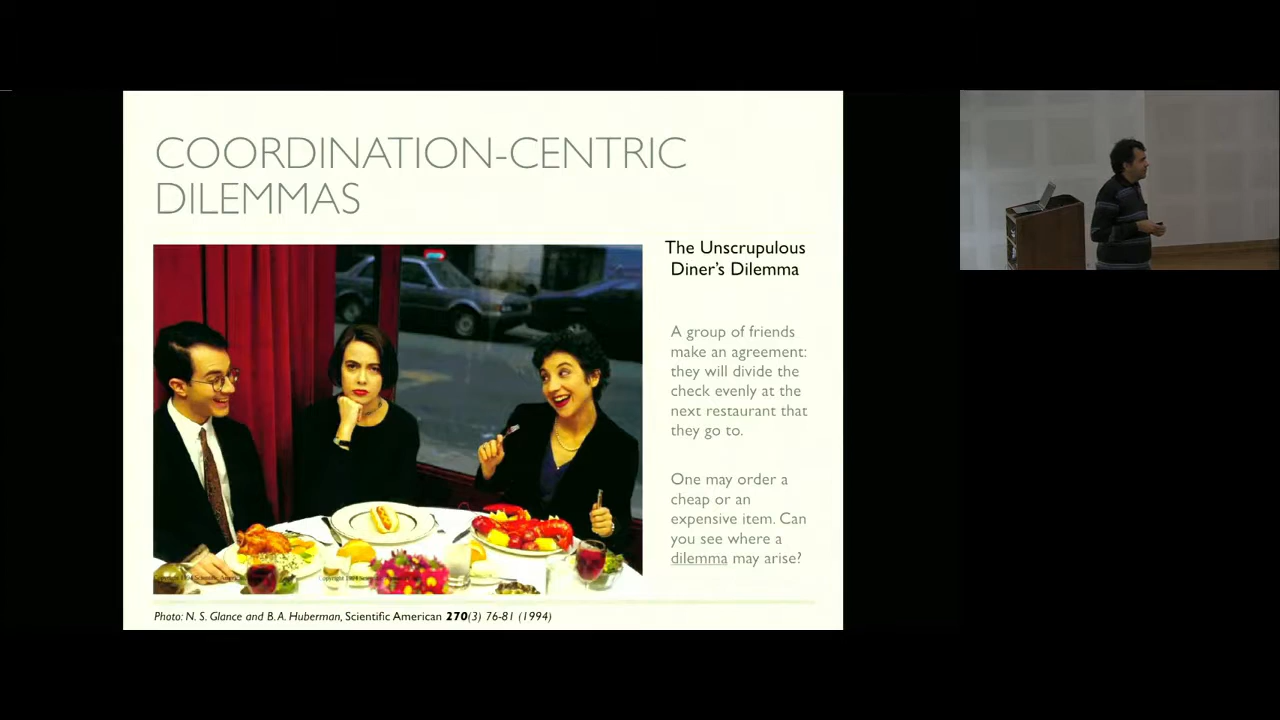 COORDINATION-CENTRIC
DILEMMAS
The Unscrupulous
Diner's Dilemma
A group of friends
make an agreement:
they will divide the
check evenly at the
next restaurant that
they go to.
One may order a
cheap or an
expensive item. Can
you see where a
dilemma may arise?
Photo: N. S. Glance and B. A. Huberman, Scientific American 270(3) 76-81 (1994)